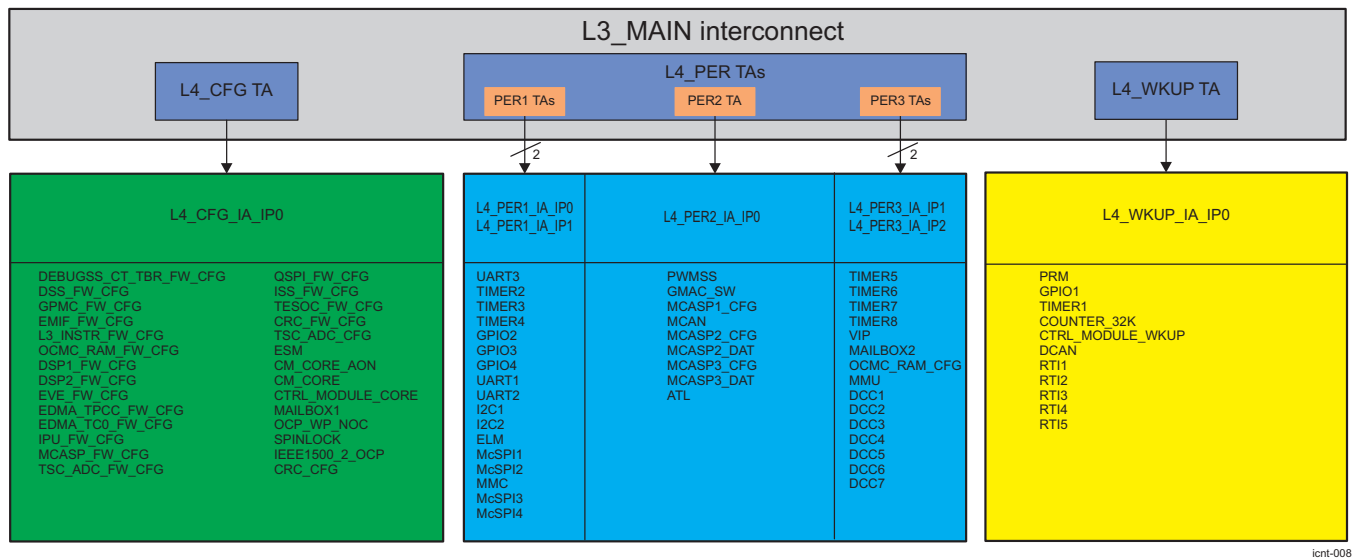 L3_MAIN interconnect
L4_CFG TA
L4_PER TAs
PER1 TAs
PER2 TA
PER3 TAs
L4_WKUP TA
2
2
L4_CFG_IA_IP0
DEBUGSS_CT_TBR_FW_CFG
DSS_FW_CFG
GPMC_FW_CFG
EMIF_FW_CFG
L3_INSTR_FW_CFG
OCMC_RAM_FW_CFG
DSP1_FW_CFG
DSP2_FW_CFG
EVE_FW_CFG
EDMA_TPCC_FW_CFG
EDMA_TC0_FW_CFG
IPU_FW_CFG
MCASP_FW_CFG
TSC_ADC_FW_CFG
QSPI_FW_CFG
ISS_FW_CFG
TESOC_FW_CFG
CRC_FW_CFG
TSC_ADC_CFG
ESM
CM_CORE_AON
CM_CORE
CTRL_MODULE_CORE
MAILBOX1
OCP_WP_NOC
SPINLOCK
IEEE1500_2_OCP
CRC_CFG
L4_PER1_IA_IP0
L4_PER1_IA_IP1
UART3
TIMER2
TIMER3
TIMER4
GPIO2
GPIO3
GPIO4
UART1
UART2
I2C1
I2C2
ELM
McSPI1
McSPI2
MMC
McSPI3
McSPI4
L4_PER2_IA_IP0
PWMSS
GMAC_SW
MCASP1_CFG
MCAN
MCASP2_CFG
MCASP2_DAT
MCASP3_CFG
MCASP3_DAT
ATL
L4_PER3_IA_IP1
L4_PER3_IA_IP2
TIMER5
TIMER6
TIMER7
TIMER8
VIP
MAILBOX2
OCMC_RAM_CFG
MMU
DCC1
DCC2
DCC3
DCC4
DCC5
DCC6
DCC7
L4_WKUP_IA_IP0
PRM
GPIO1
TIMER1
COUNTER_32K
CTRL_MODULE_WKUP
DCAN
RTI1
RTI2
RTI3
RTI4
RTI5
icnt-008